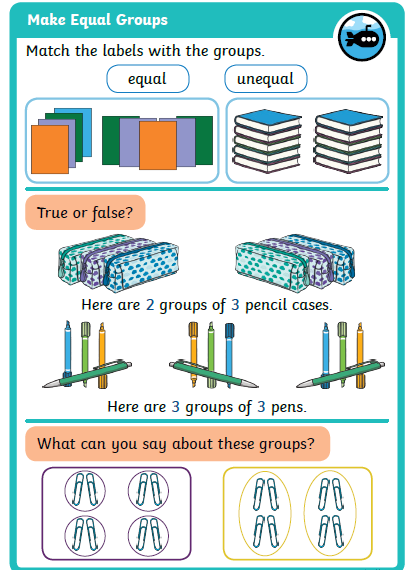 Make Equal Groups
Match the labels with the groups.
equal unequal
True or false?
Here are 2 groups of 3 pencil cases.
Here are 3 groups of 3 pens.
What can you say about these groups?